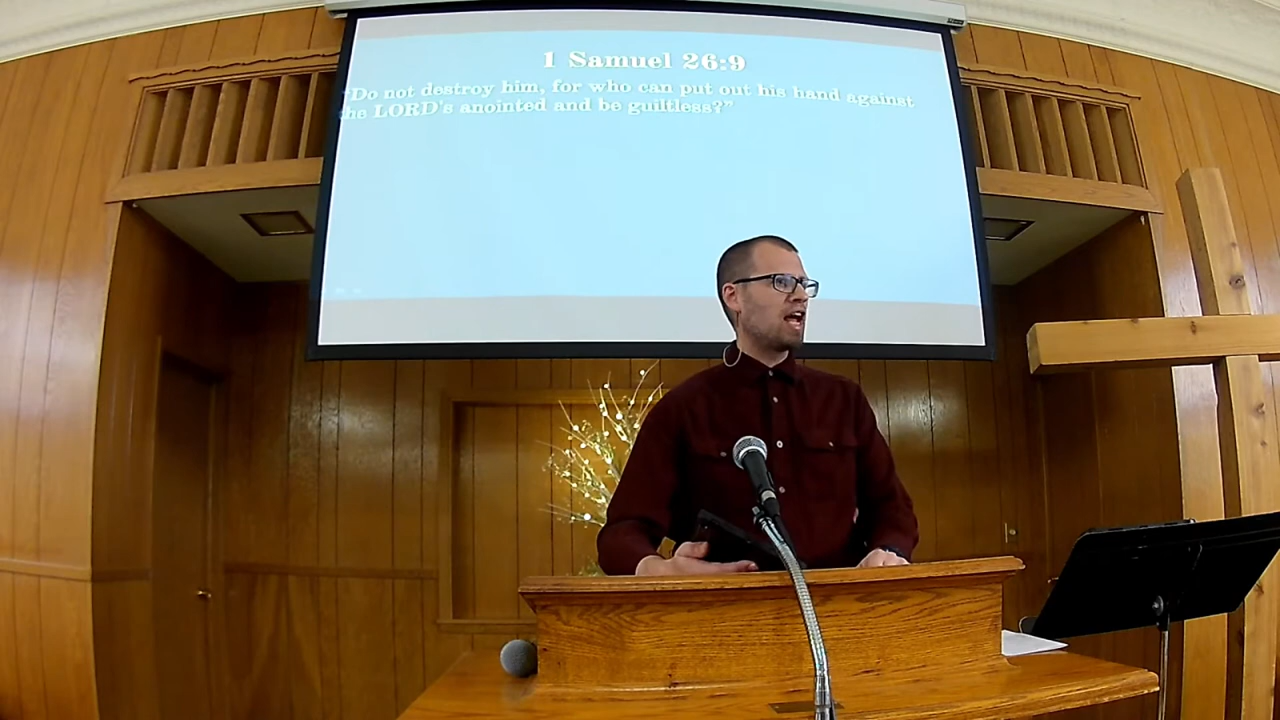 1 Samuel 26:9
"Do not destroy him, for who can put out his hand against
the LORD's anointed and be guiltless?"